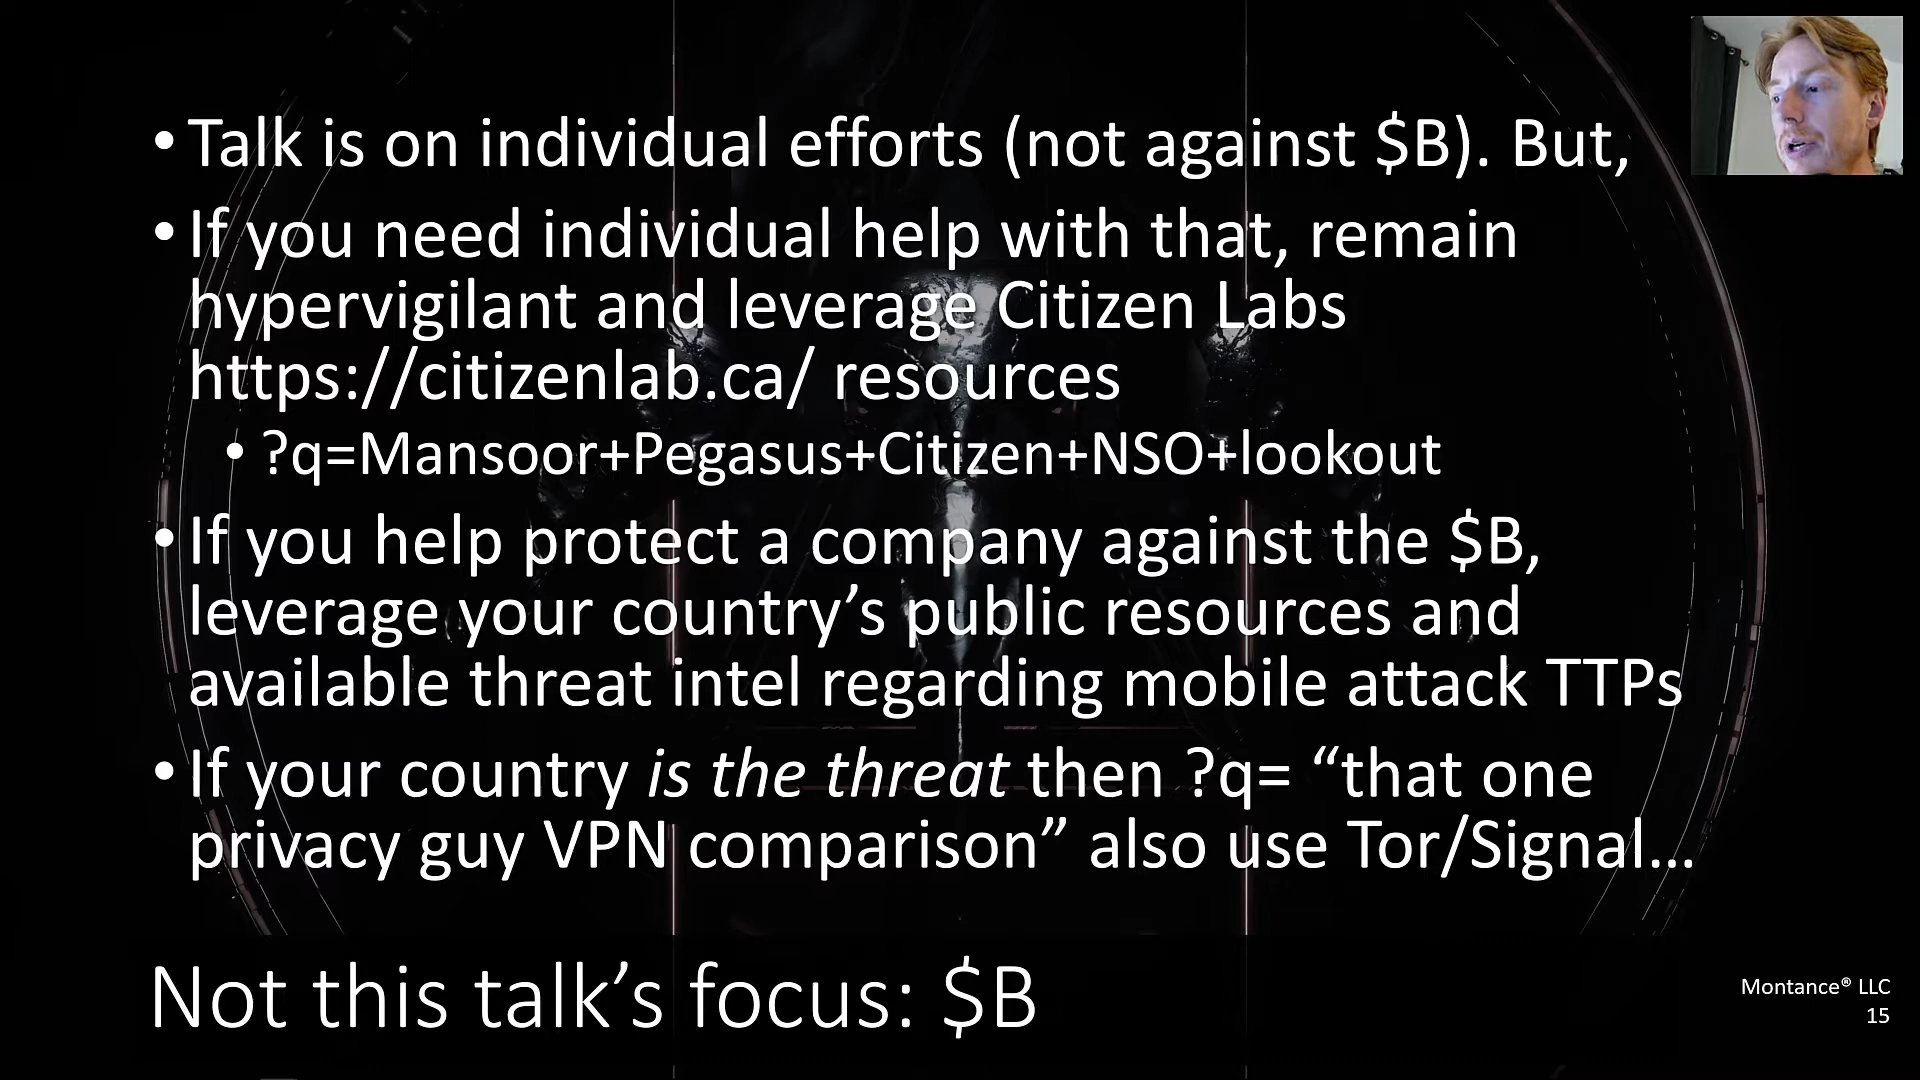 • Talk is on individual efforts (not against $B). But,
• If you need individual help with that, remain
hypervigilant and leverage Citizen Labs
https://citizenlab.ca/ resources
• ?q=Mansoor+Pegasus+Citizen+NSO+lookout
• If you help protect a company against the $B,
leverage your country’s public resources and
available threat intel regarding mobile attack TTPs
• If your country is the threat then ?q= “that one
privacy guy VPN comparison” also use Tor/Signal…
Not this talk’s focus: $B
Montance® LLC
15